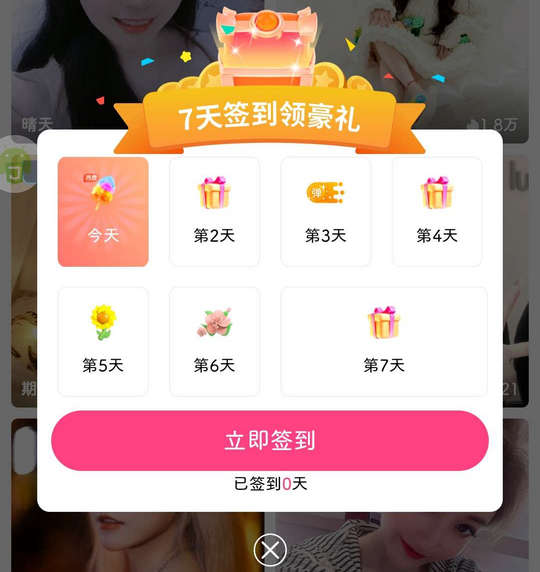 7天签到领豪礼
晴天
1.8万
今天
第2天
弹
第3天
第4天
第5天
第6天
第7天
期
21
立即签到
已签到0天